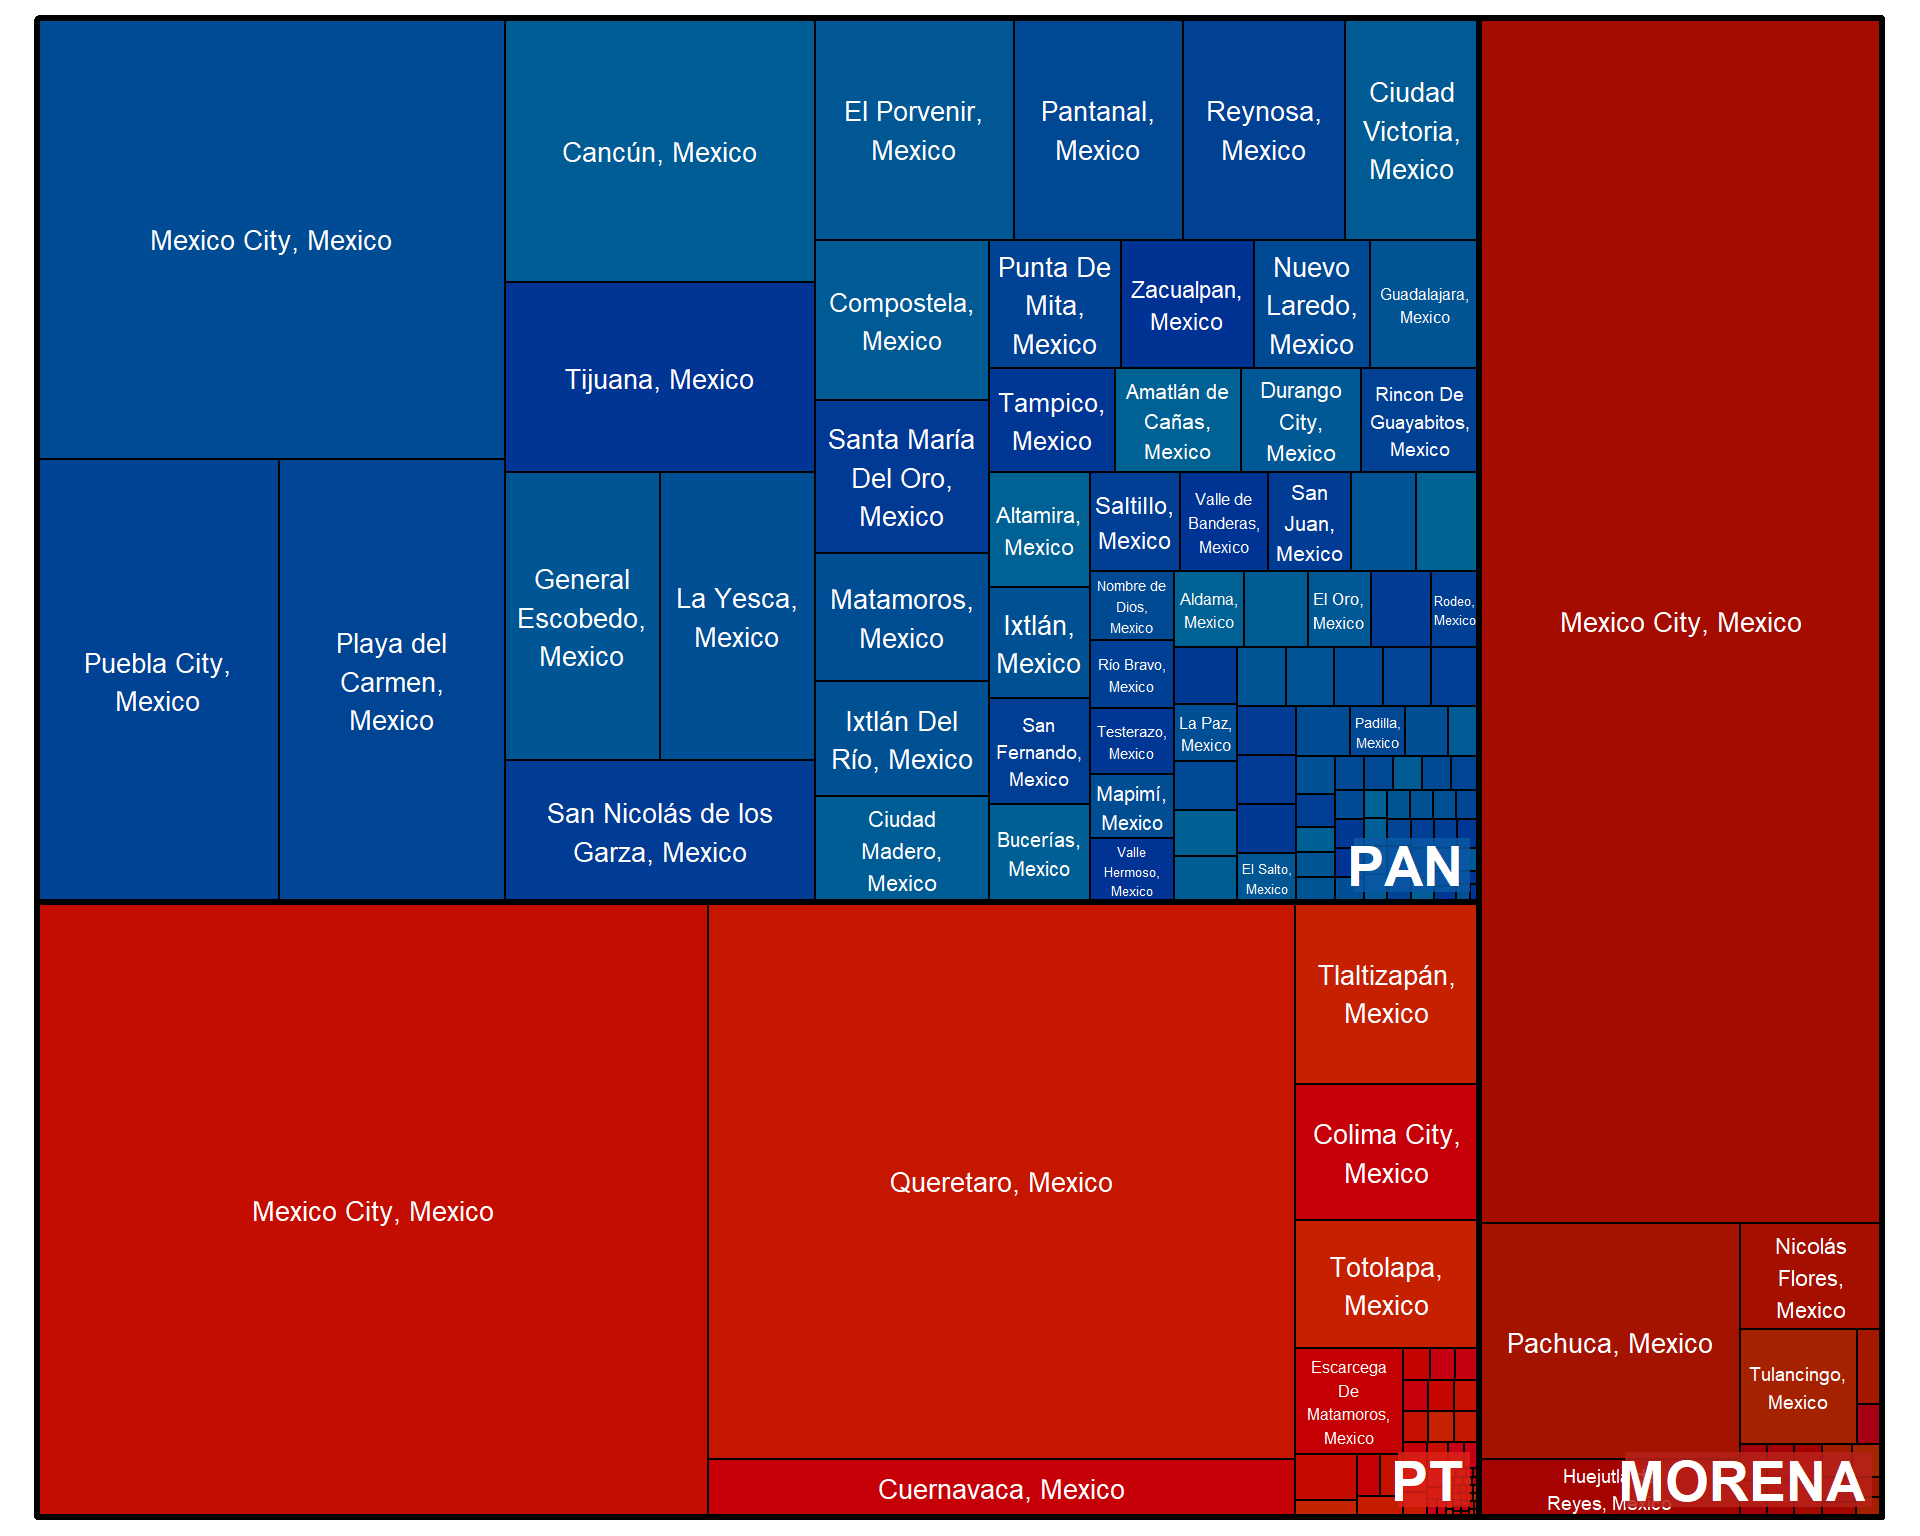 Mexico City, Mexico
Puebla City,
Mexico
Playa del
Carmen,
Mexico
Cancún, Mexico
Tijuana, Mexico
General
Escobedo,
Mexico
La Yesca,
Mexico
San Nicolás de los
Garza, Mexico
El Porvenir,
Mexico
Pantanal,
Mexico
Reynosa,
Mexico
Ciudad
Victoria,
Mexico
Compostela,
Mexico
Santa María
Del Oro,
Mexico
Matamoros,
Mexico
Ixtlán Del
Río, Mexico
Ciudad
Madero,
Mexico
Punta De
Mita,
Mexico
Zacualpan,
Mexico
Nuevo
Laredo,
Mexico
Guadalajara,
Mexico
Tampico,
Mexico
Amatlán de
Cañas,
Mexico
Durango
City,
Mexico
Rincon De
Guayabitos,
Mexico
Altamira,
Mexico
Ixtlán,
Mexico
San
Fernando,
Mexico
Bucerías,
Mexico
Saltillo,
Mexico
Valle de
Banderas,
Mexico
San
Juan,
Mexico
Nombre de
Dios,
Mexico
Río Bravo,
Mexico
Testerazo,
Mexico
Mapimí,
Mexico
Valle
Hermoso,
Mexico
Aldama,
Mexico
El Oro,
Mexico
Rodeo,
Mexico
La Paz,
Mexico
Padilla,
Mexico
El Salto,
Mexico
PAN
Mexico City, Mexico
Queretaro, Mexico
Cuernavaca, Mexico
Tlaltizapán,
Mexico
Colima City,
Mexico
Totolapa,
Mexico
Escarcega
De
Matamoros,
Mexico
PT
Mexico City, Mexico
Pachuca, Mexico
Nicolás
Flores,
Mexico
Tulancingo,
Mexico
Reyes, Mexico
MORENA